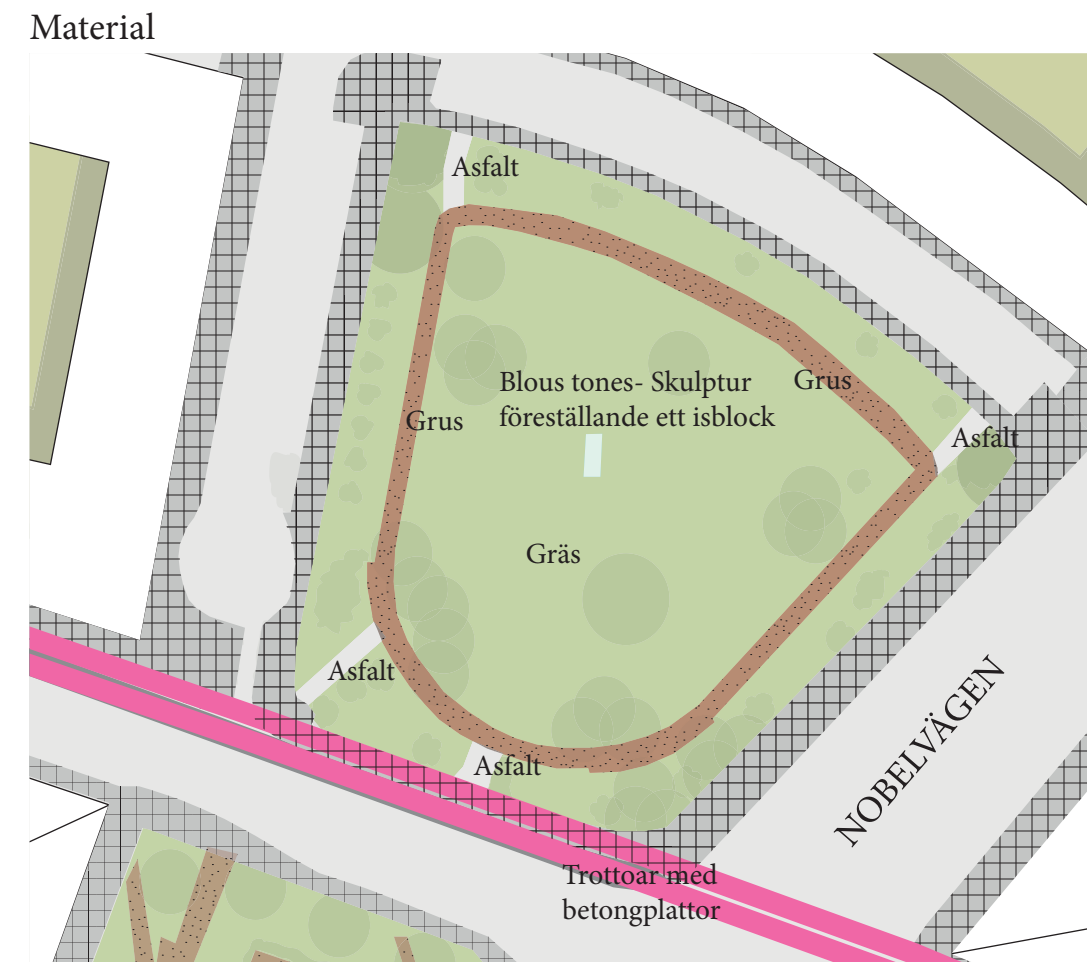 Material
Asfalt
Blous tones- Skulptur
föreställande ett isblock
Grus
Grus
Asfalt
Gräs
Asfalt
Asfalt
NOBELVÄGEN
Trottoar med
betongplattor